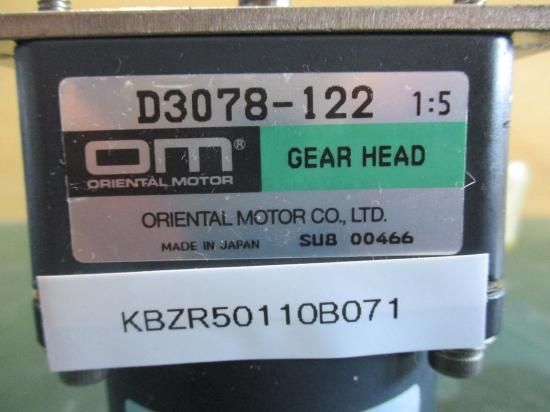 D3078-122 1:5
OM® GEAR HEAD
ORIENTAL MOTOR
ORIENTAL MOTOR CO., LTD.
MADE IN JAPAN SUB 00466
KBZR50110B071